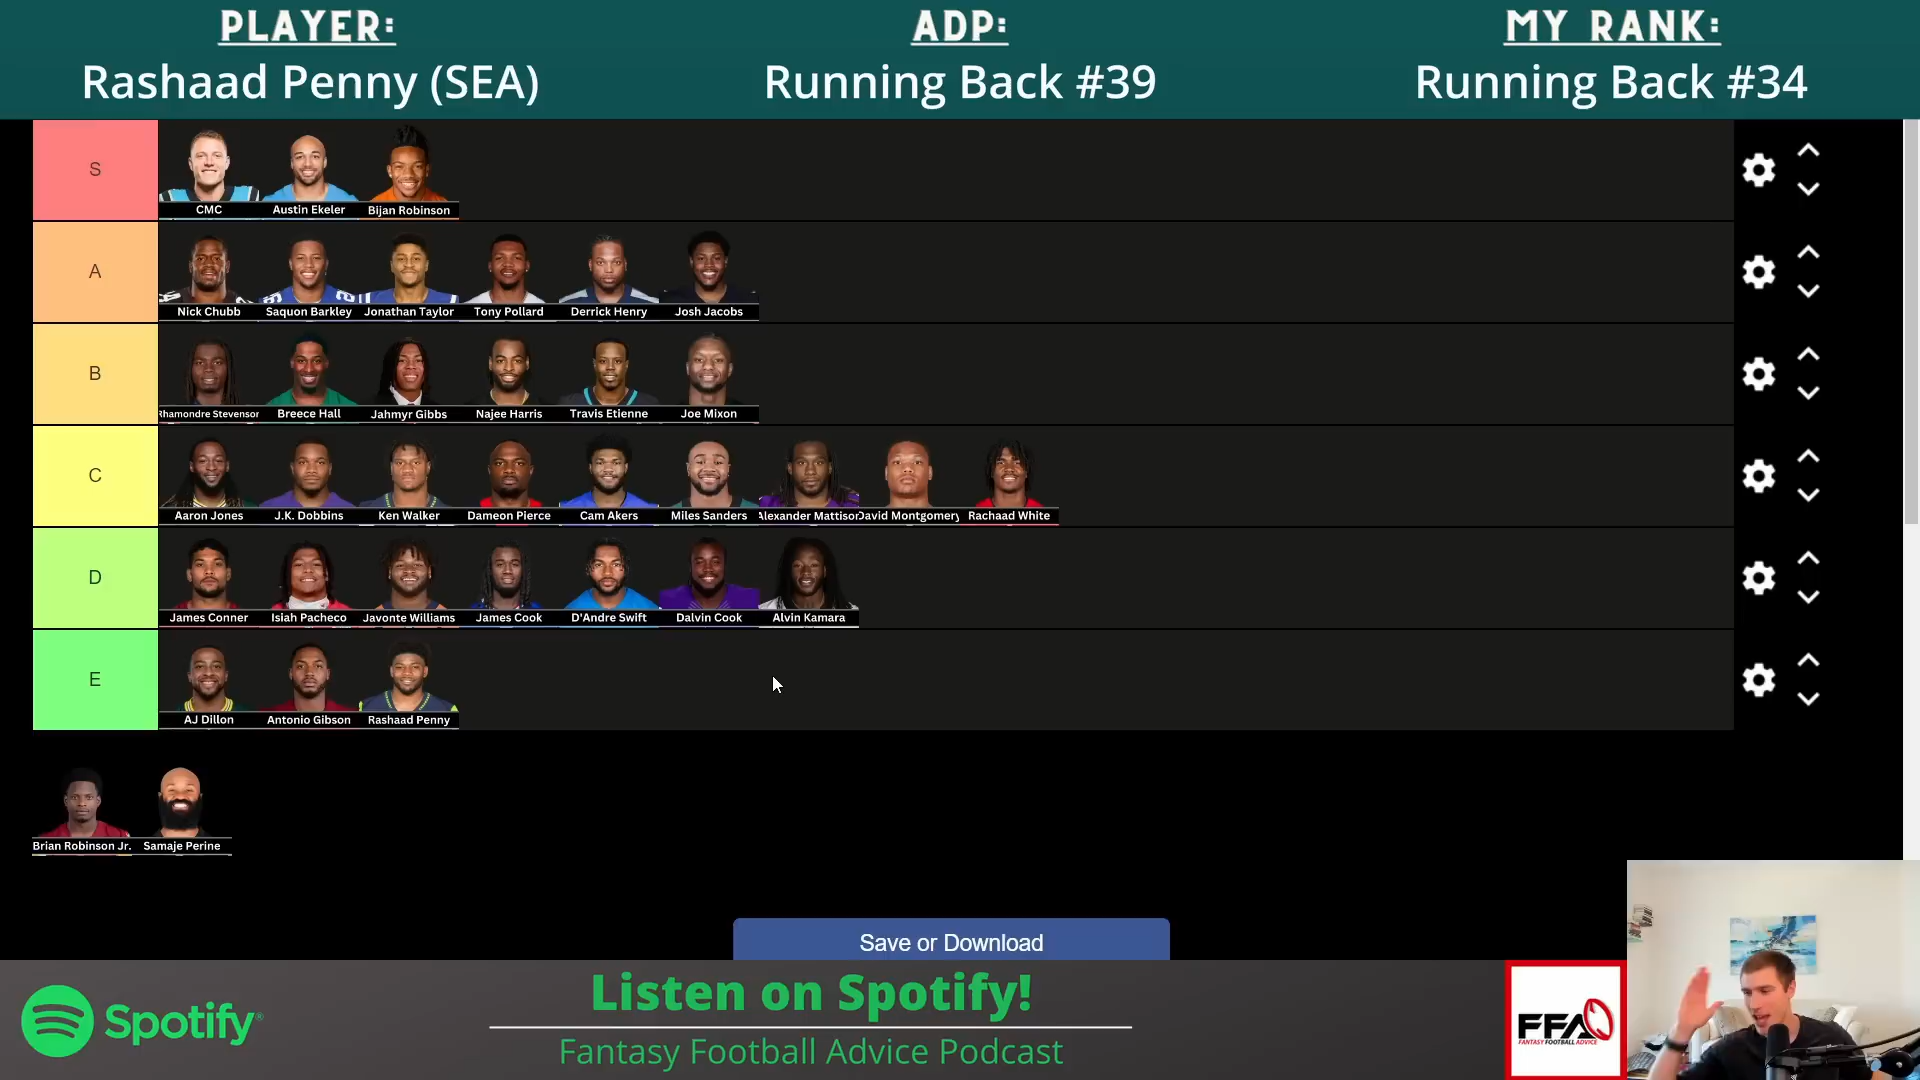 PLAYER:
Rashaad Penny (SEA)
ADP:
Running Back #39
MY RANK:
Running Back #34
S
CMC
Austin Ekeler
Bijan Robinson
A
Nick Chubb
Saquon Barkley
Jonathan Taylor
Tony Pollard
Derrick Henry
Josh Jacobs
B
Rhamondre Stevenson
Breece Hall
Jahmyr Gibbs
Najee Harris
Travis Etienne
Joe Mixon
C
Aaron Jones
J.K. Dobbins
Ken Walker
Dameon Pierce
Cam Akers
Miles Sanders
Alexander Mattison
David Montgomery
Rachaad White
D
James Conner
Isiah Pacheco
Javonte Williams
James Cook
D'Andre Swift
Dalvin Cook
Alvin Kamara
E
AJ Dillon
Antonio Gibson
Rashaad Penny
Brian Robinson Jr.
Samaje Perine
Save or Download
Spotify®
Listen on Spotify!
Fantasy Football Advice Podcast
FFA
FANTASY FOOTBALL ADVICE